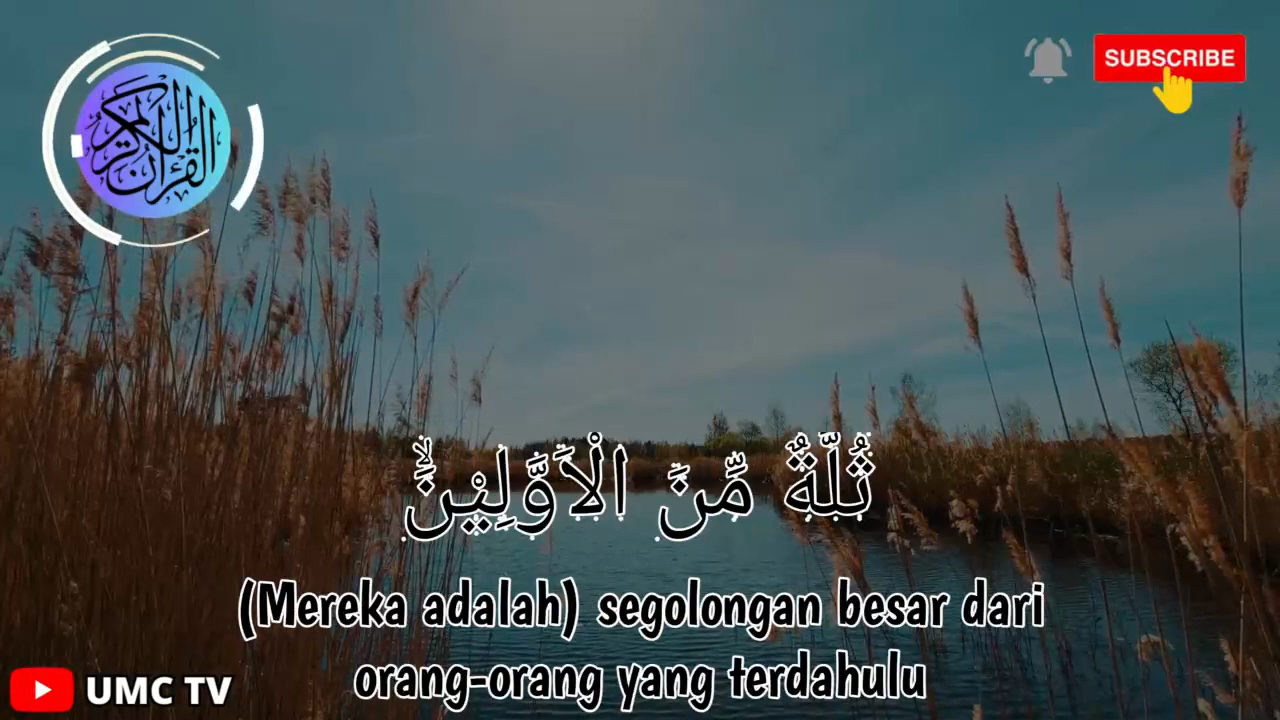 القرآن الكريم
SUBSCRIBE
ثُلَّةٌ مِّنَ الْاَوَّلِيْنَۙ
(Mereka adalah) segolongan besar dari
orang-orang yang terdahulu
UMC TV